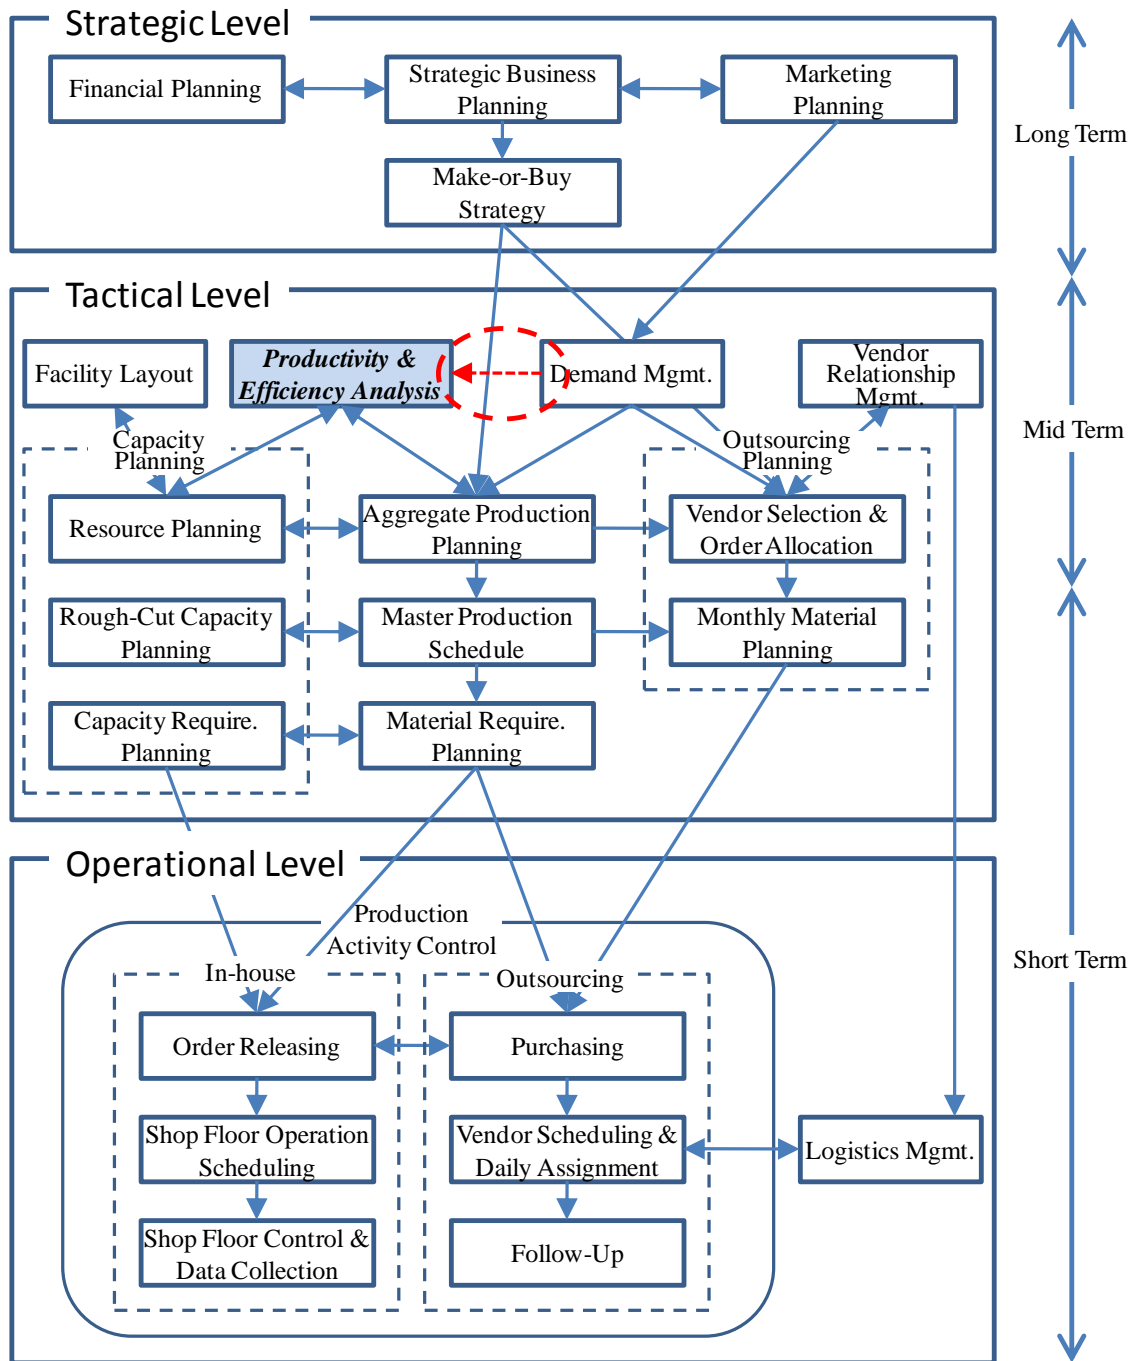 Strategic Level
Financial Planning
Strategic Business
Planning
Marketing
Planning
Long Term
Make-or-Buy
Strategy
Tactical Level
Facility Layout
Productivity &
Efficiency Analysis
Demand Mgmt.
Vendor
Relationship
Mgmt.
Mid Term
Capacity
Planning
Outsourcing
Planning
Resource Planning
Aggregate Production
Planning
Vendor Selection &
Order Allocation
Rough-Cut Capacity
Planning
Master Production
Schedule
Monthly Material
Planning
Capacity Require.
Planning
Material Require.
Planning
Operational Level
Production
Activity Control
Short Term
In-house
Outsourcing
Order Releasing
Purchasing
Shop Floor Operation
Scheduling
Vendor Scheduling &
Daily Assignment
Logistics Mgmt.
Shop Floor Control &
Data Collection
Follow-Up